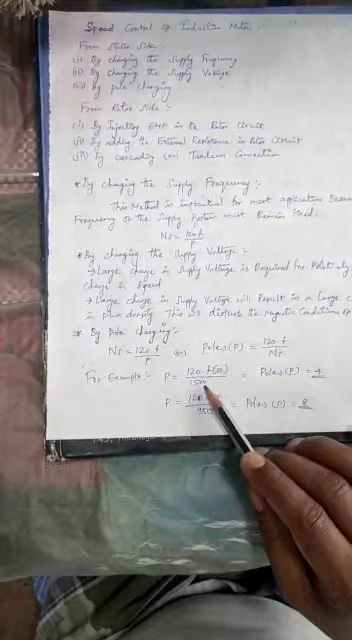 Speed Control of Induction Motors
From Stator Side :-
(i) By changing the Supply Frequency
(ii) By changing the Supply Voltage
(iii) By pole changing
From Rotor Side :-
(i) By Injecting EMF in the Rotor Circuit
(ii) By adding the External Resistance in Rotor Circuit
(iii) By Cascading (or) Tandem Connection
* By changing the Supply Frequency :-
This Method is impractical for most applications Because
Frequency of the Supply System must Remain fixed.
Ns = 120f/P
* By changing the Supply Voltage :-
→ Large change in Supply Voltage is Required for Relatively
change in Speed
→ Large change in Supply Voltage will Result in a Large c
in flux density This will disturb the Magnetic Conditions of
* By Pole changing :-
Ns = 120 f/P (or) Poles (P) = 120 f/Ns
For Example :- P = 120 f(50)/1500 = Poles (P) = 4
P = = Poles (P) = 8